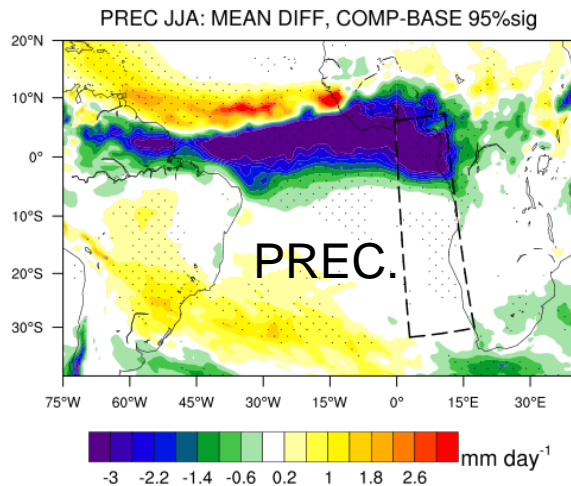 PREC JJA: MEAN DIFF, COMP-BASE 95%sig
20°N
10°N
0°
10°S
20°S
30°S
PREC.
75°W 60°W 45°W 30°W 15°W 0°W 15°E 30°E
-3 -2.2 -1.4 -0.6 0.2 1 1.8 2.6 mm day⁻¹